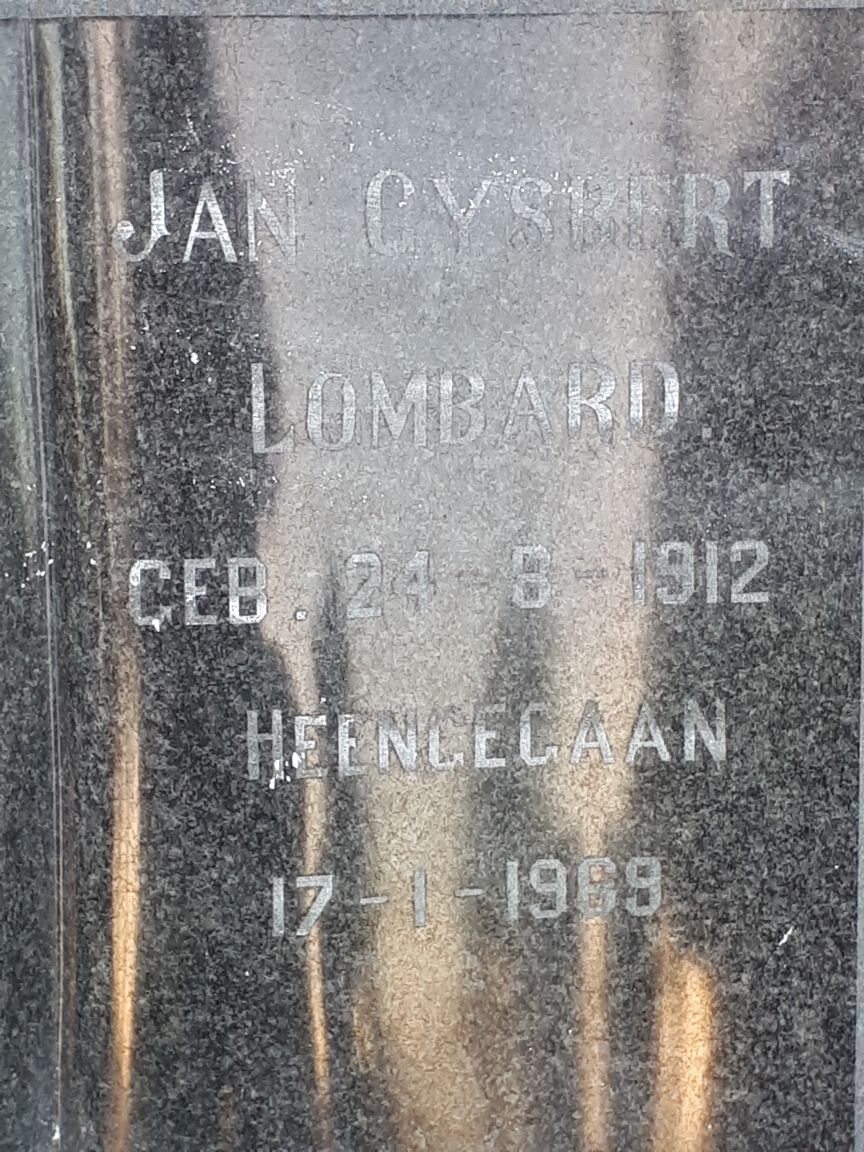 JAN GYSBERT
LOMBARD.
GEB. 24-8-1912
HEENGEGAAN
17-1-1969